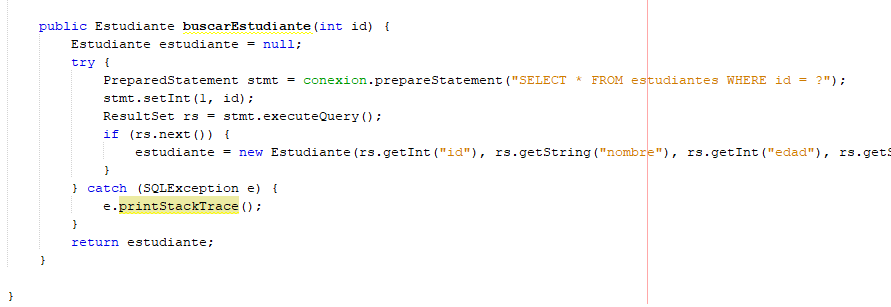 public Estudiante buscarEstudiante(int id) {
Estudiante estudiante = null;
try {
PreparedStatement stmt = conexion.prepareStatement("SELECT * FROM estudiantes WHERE id = ?");
stmt.setInt(1, id);
ResultSet rs = stmt.executeQuery();
if (rs.next()) {
estudiante = new Estudiante(rs.getInt("id"), rs.getString("nombre"), rs.getInt("edad"), rs.getS
}
} catch (SQLException e) {
e.printStackTrace();
}
return estudiante;
}
}